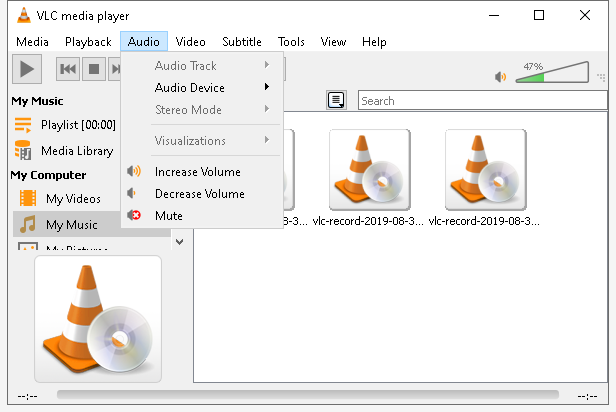 VLC media player
Media Playback Audio Video Subtitle Tools View Help
Audio Track
Audio Device
Stereo Mode
Visualizations
Increase Volume
Decrease Volume
Mute
47%
My Music
Playlist [00:00]
Media Library
My Computer
My Videos
My Music
My Pictures
Search
3... vlc-record-2019-08-3... vlc-record-2019-08-3...
--:-- --:--